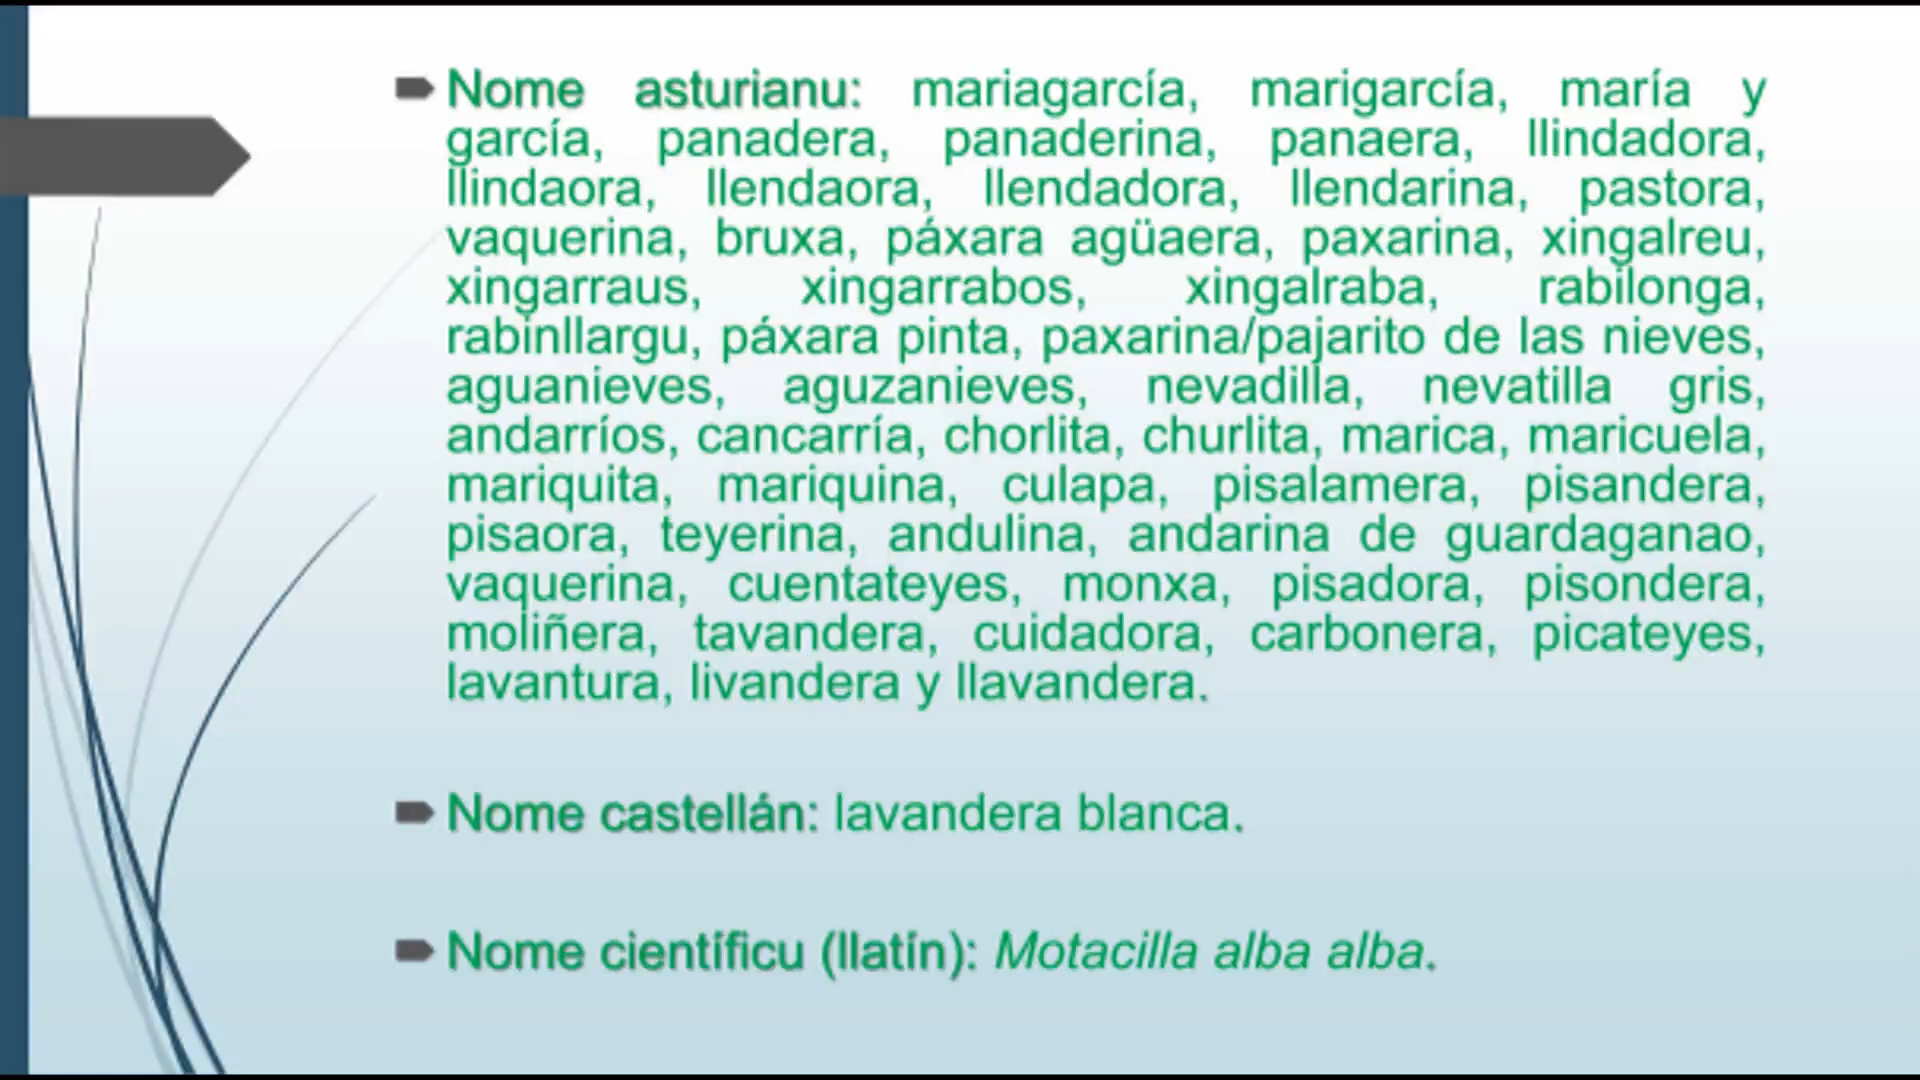 Nome asturianu: mariagarcía, marigarcía, maría y
garcía, panadera, panaderina, panaera, llindadora,
llindaora, llendaora, llendadora, llendarina, pastora,
vaquerina, bruxa, páxara agüaera, paxarina, xingalreu,
xingarraus, xingarrabos, xingalraba, rabilonga,
rabinllargu, páxara pinta, paxarina/pajarito de las nieves,
aguanieves, aguzanieves, nevadilla, nevatilla gris,
andarríos, cancarría, chorlita, churlita, marica, maricuela,
mariquita, mariquina, culapa, pisalamera, pisandera,
pisaora, teyerina, andulina, andarina de guardaganao,
vaquerina, cuentateyes, monxa, pisadora, pisondera,
moliñera, tavandera, cuidadora, carbonera, picateyes,
lavantura, livandera y llavandera.
Nome castellán: lavandera blanca.
Nome científicu (llatín): Motacilla alba alba.